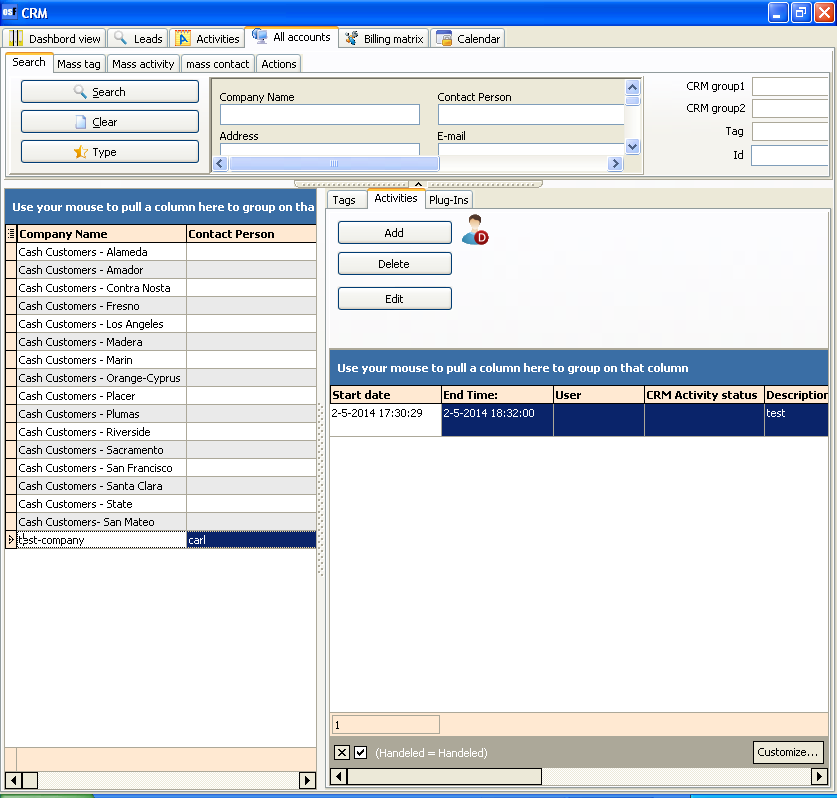 CRM
Dashbord view Leads Activities All accounts Billing matrix Calendar
Search Mass tag Mass activity mass contact Actions
Search
Clear
Type
Company Name Contact Person
Address E-mail
CRM group1
CRM group2
Tag
Id
Use your mouse to pull a column here to group on tha
Company Name Contact Person
Cash Customers - Alameda
Cash Customers - Amador
Cash Customers - Contra Nosta
Cash Customers - Fresno
Cash Customers - Los Angeles
Cash Customers - Madera
Cash Customers - Marin
Cash Customers - Orange-Cyprus
Cash Customers - Placer
Cash Customers - Plumas
Cash Customers - Riverside
Cash Customers - Sacramento
Cash Customers - San Francisco
Cash Customers - Santa Clara
Cash Customers - State
Cash Customers- San Mateo
test-company carl
Tags Activities Plug-Ins
Add
D
Delete
Edit
Use your mouse to pull a column here to group on that column
Start date End Time: User CRM Activity status Description
2-5-2014 17:30:29 2-5-2014 18:32:00 test
1
(Handeled = Handeled)
Customize...